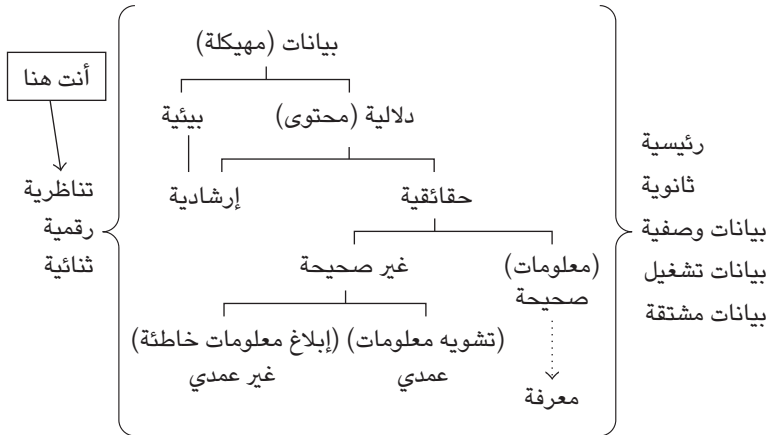 بيانات (مهيكلة)
أنت هنا
بيئية
دلالية (محتوى)
رئيسية
ثانوية
بيانات وصفية
بيانات تشغيل
بيانات مشتقة
تناظرية
رقمية
ثنائية
إرشادية
حقائقية
غير صحيحة
(معلومات)
صحيحة
(إبلاغ معلومات خاطئة)
غير عمدي
(تشويه معلومات)
عمدي
معرفة